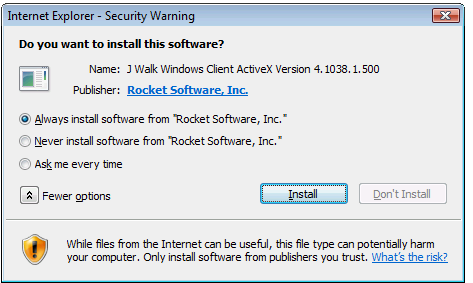 Internet Explorer - Security Warning
Do you want to install this software?
Name: J Walk Windows Client ActiveX Version 4.1038.1.500
Publisher: Rocket Software, Inc.
Always install software from "Rocket Software, Inc."
Never install software from "Rocket Software, Inc."
Ask me every time
Fewer options
Install
Don't Install
While files from the Internet can be useful, this file type can potentially harm
your computer. Only install software from publishers you trust. What's the risk?